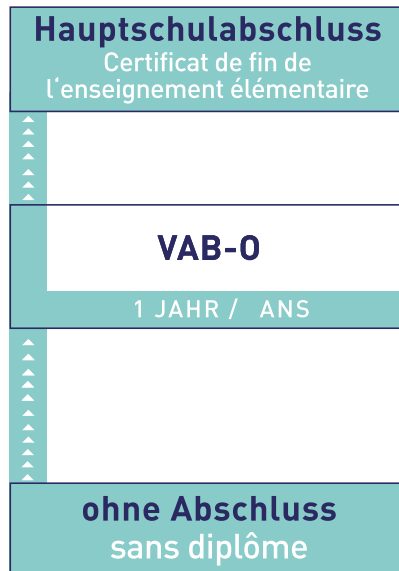 Hauptschulabschluss
Certificat de fin de
l'enseignement élémentaire
VAB-O
1 JAHR / ANS
ohne Abschluss
sans diplôme